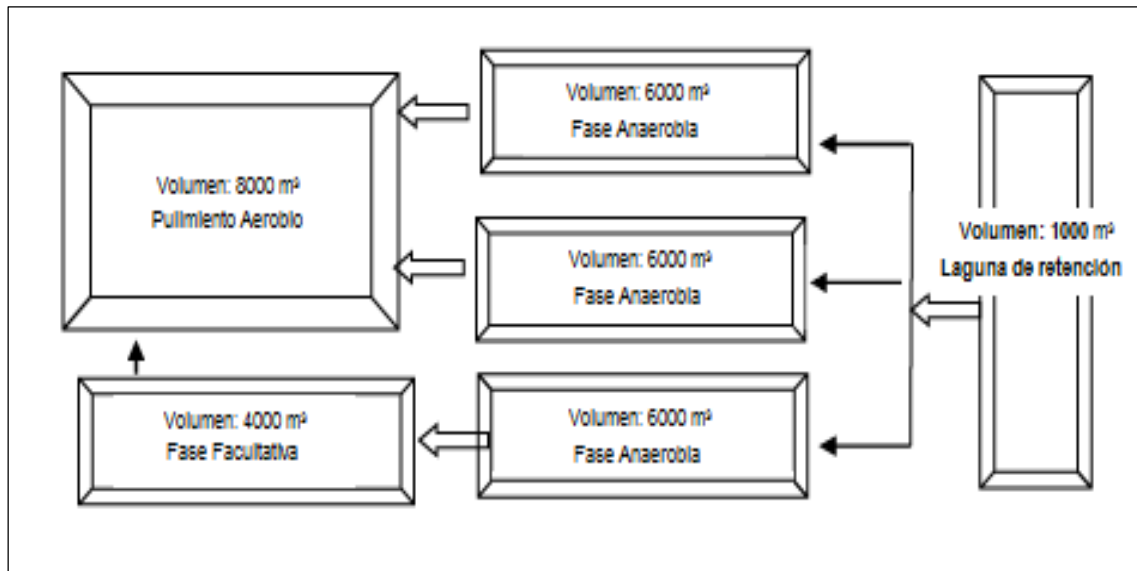 Volumen: 6000 m³
Fase Anaerobia
Volumen: 8000 m³
Pulimiento Aerobio
Volumen: 6000 m³
Fase Anaerobia
Volumen: 1000 m³
Laguna de retención
Volumen: 4000 m³
Fase Facultativa
Volumen: 6000 m³
Fase Anaerobia